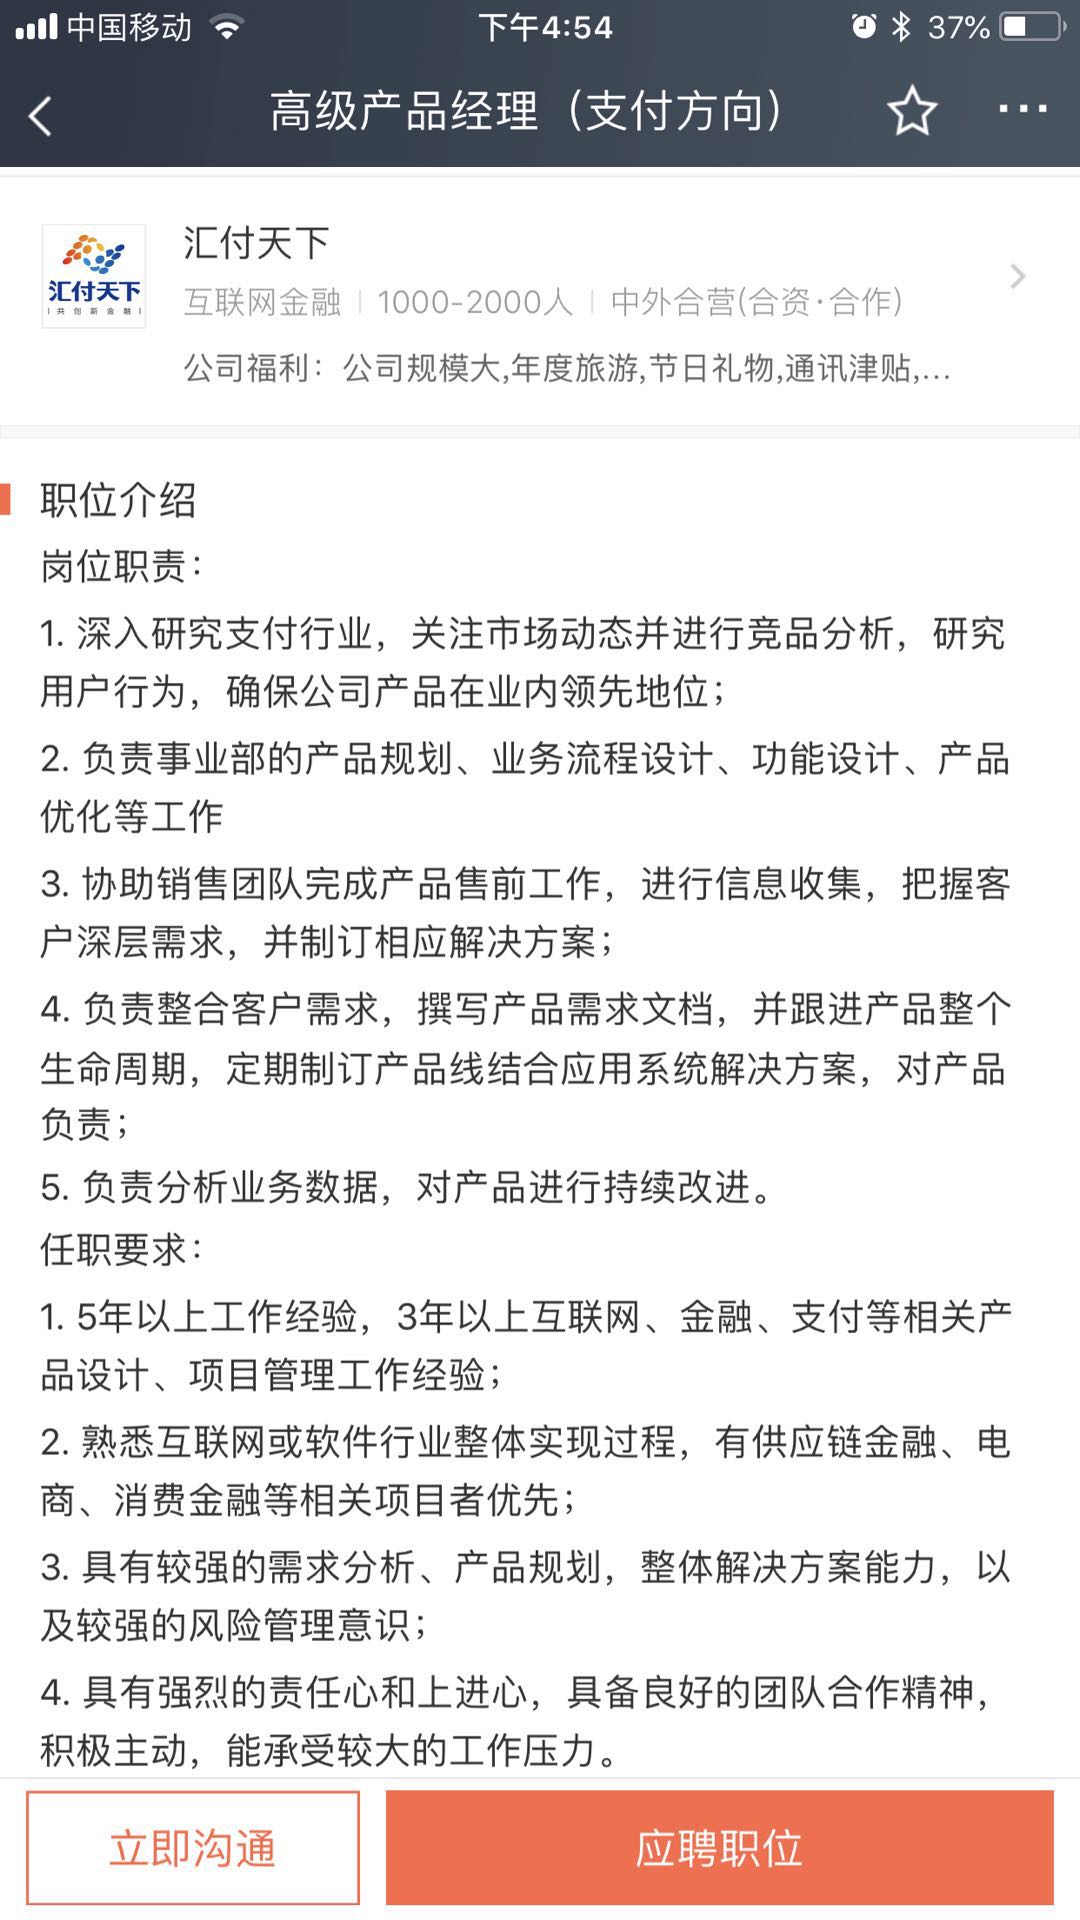 中国移动
下午4:54
37%
高级产品经理（支付方向）
汇付天下
汇付天下
共创新金融
互联网金融 | 1000-2000人 | 中外合营(合资·合作)
公司福利：公司规模大,年度旅游,节日礼物,通讯津贴,...
职位介绍
岗位职责：
1. 深入研究支付行业，关注市场动态并进行竞品分析，研究
用户行为，确保公司产品在业内领先地位；
2. 负责事业部的产品规划、业务流程设计、功能设计、产品
优化等工作
3. 协助销售团队完成产品售前工作，进行信息收集，把握客
户深层需求，并制订相应解决方案；
4. 负责整合客户需求，撰写产品需求文档，并跟进产品整个
生命周期，定期制订产品线结合应用系统解决方案，对产品
负责；
5. 负责分析业务数据，对产品进行持续改进。
任职要求：
1. 5年以上工作经验，3年以上互联网、金融、支付等相关产
品设计、项目管理工作经验；
2. 熟悉互联网或软件行业整体实现过程，有供应链金融、电
商、消费金融等相关项目者优先；
3. 具有较强的需求分析、产品规划，整体解决方案能力，以
及较强的风险管理意识；
4. 具有强烈的责任心和上进心，具备良好的团队合作精神，
积极主动，能承受较大的工作压力。
立即沟通
应聘职位